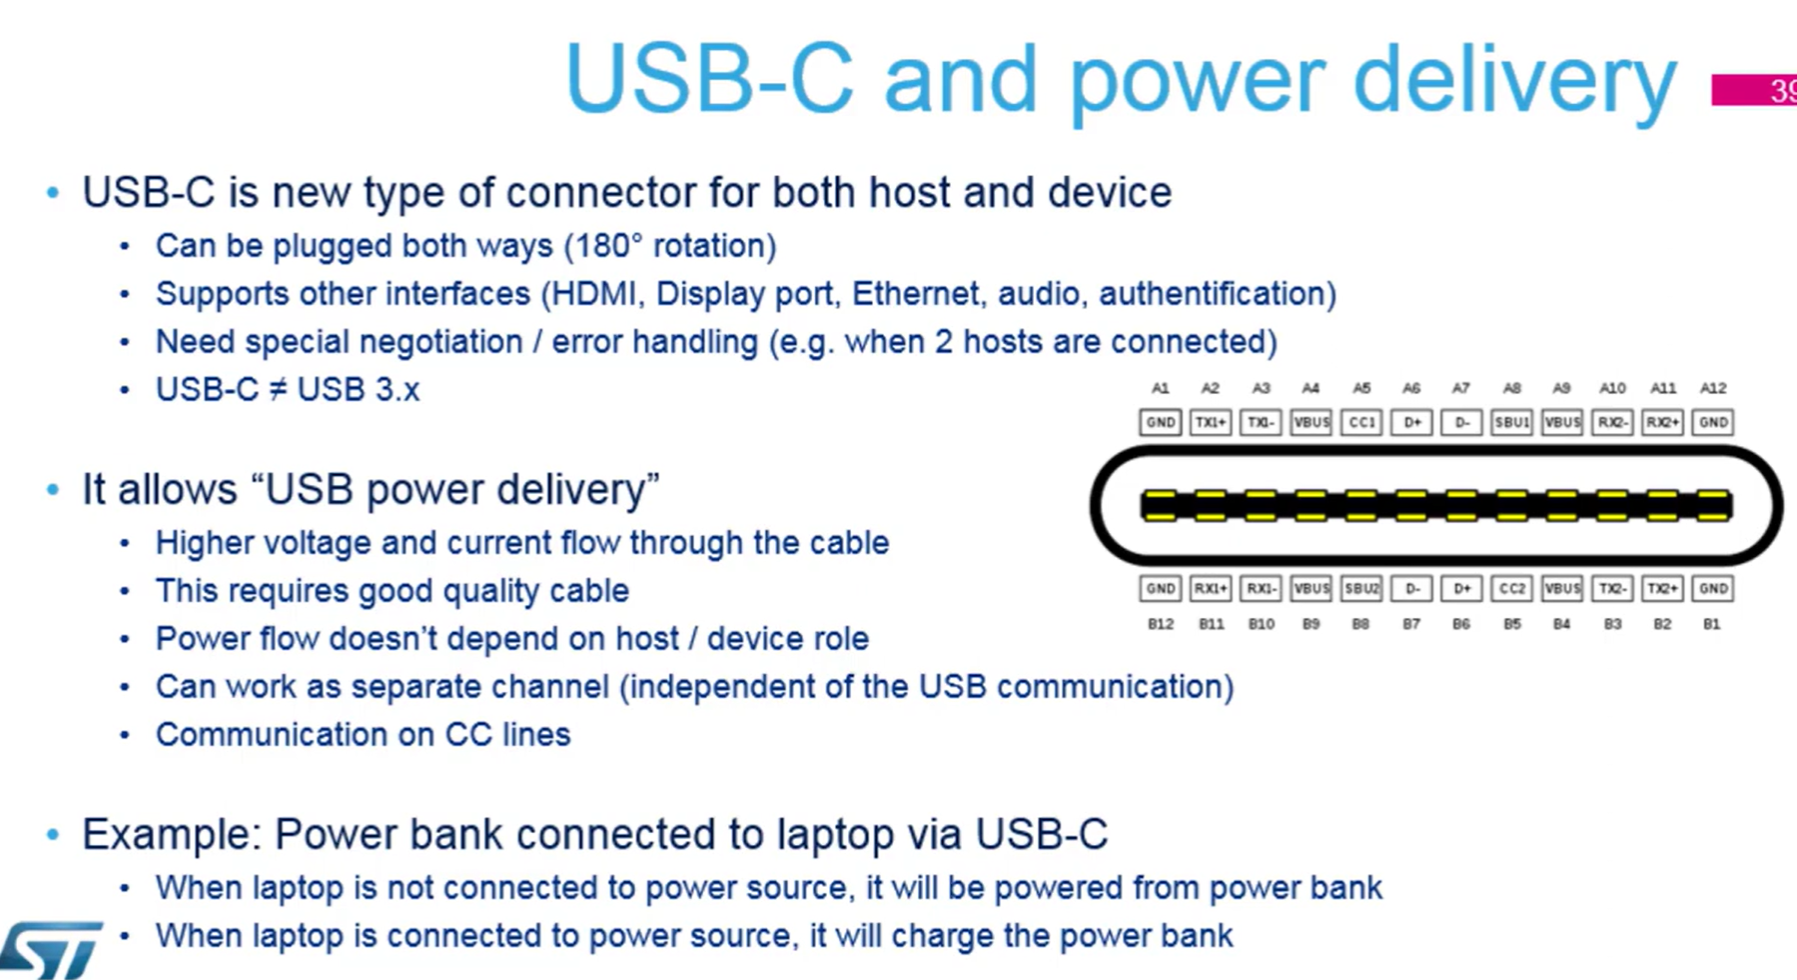 USB-C and power delivery
39
• USB-C is new type of connector for both host and device
• Can be plugged both ways (180° rotation)
• Supports other interfaces (HDMI, Display port, Ethernet, audio, authentification)
• Need special negotiation / error handling (e.g. when 2 hosts are connected)
• USB-C ≠ USB 3.x
• It allows “USB power delivery”
• Higher voltage and current flow through the cable
• This requires good quality cable
• Power flow doesn’t depend on host / device role
• Can work as separate channel (independent of the USB communication)
• Communication on CC lines
A1 A2 A3 A4 A5 A6 A7 A8 A9 A10 A11 A12
GND TX1+ TX1- VBUS CC1 D+ D- SBU1 VBUS RX2- RX2+ GND
GND RX1+ RX1- VBUS SBU2 D- D+ CC2 VBUS TX2- TX2+ GND
B12 B11 B10 B9 B8 B7 B6 B5 B4 B3 B2 B1
• Example: Power bank connected to laptop via USB-C
• When laptop is not connected to power source, it will be powered from power bank
• When laptop is connected to power source, it will charge the power bank
ST